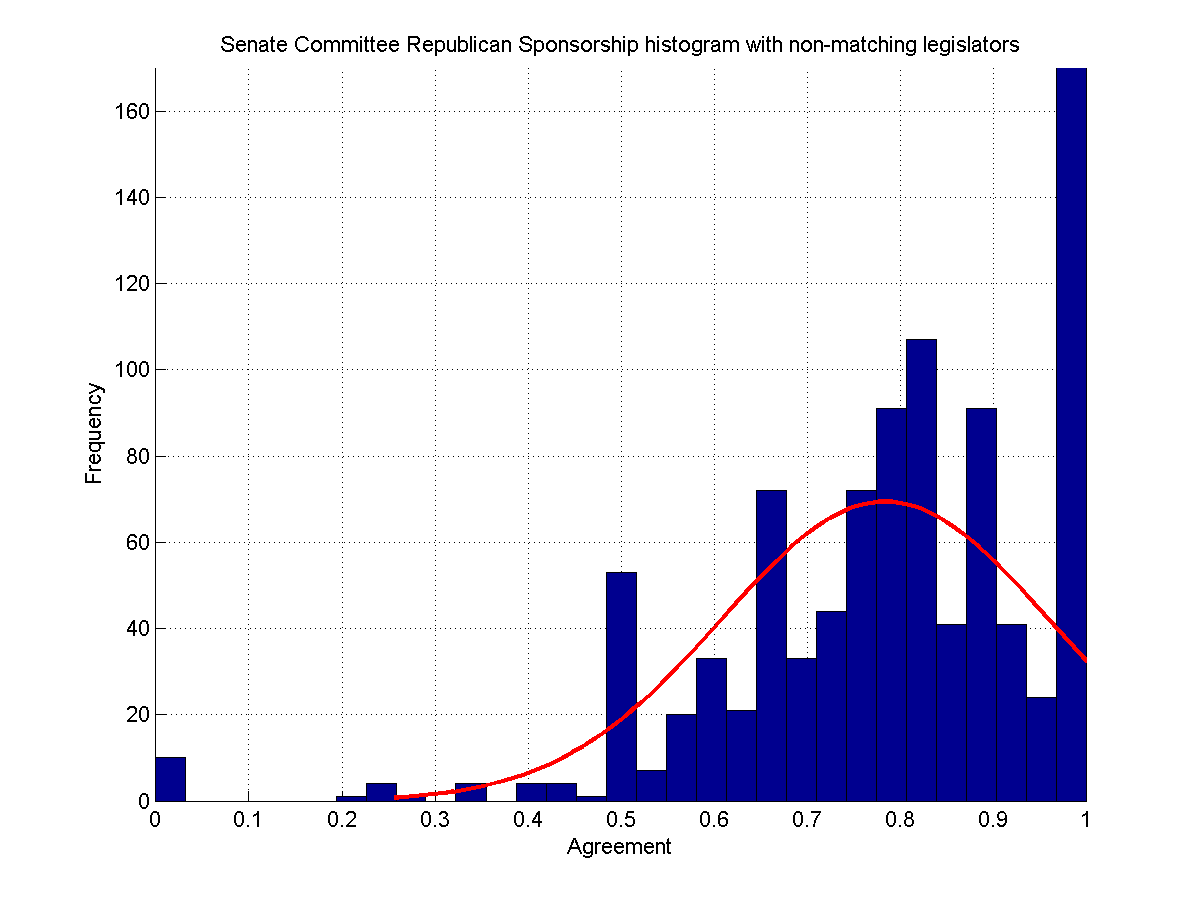 Senate Committee Republican Sponsorship histogram with non-matching legislators
160
140
120
100
80
60
40
20
0
Frequency
0 0.1 0.2 0.3 0.4 0.5 0.6 0.7 0.8 0.9 1
Agreement